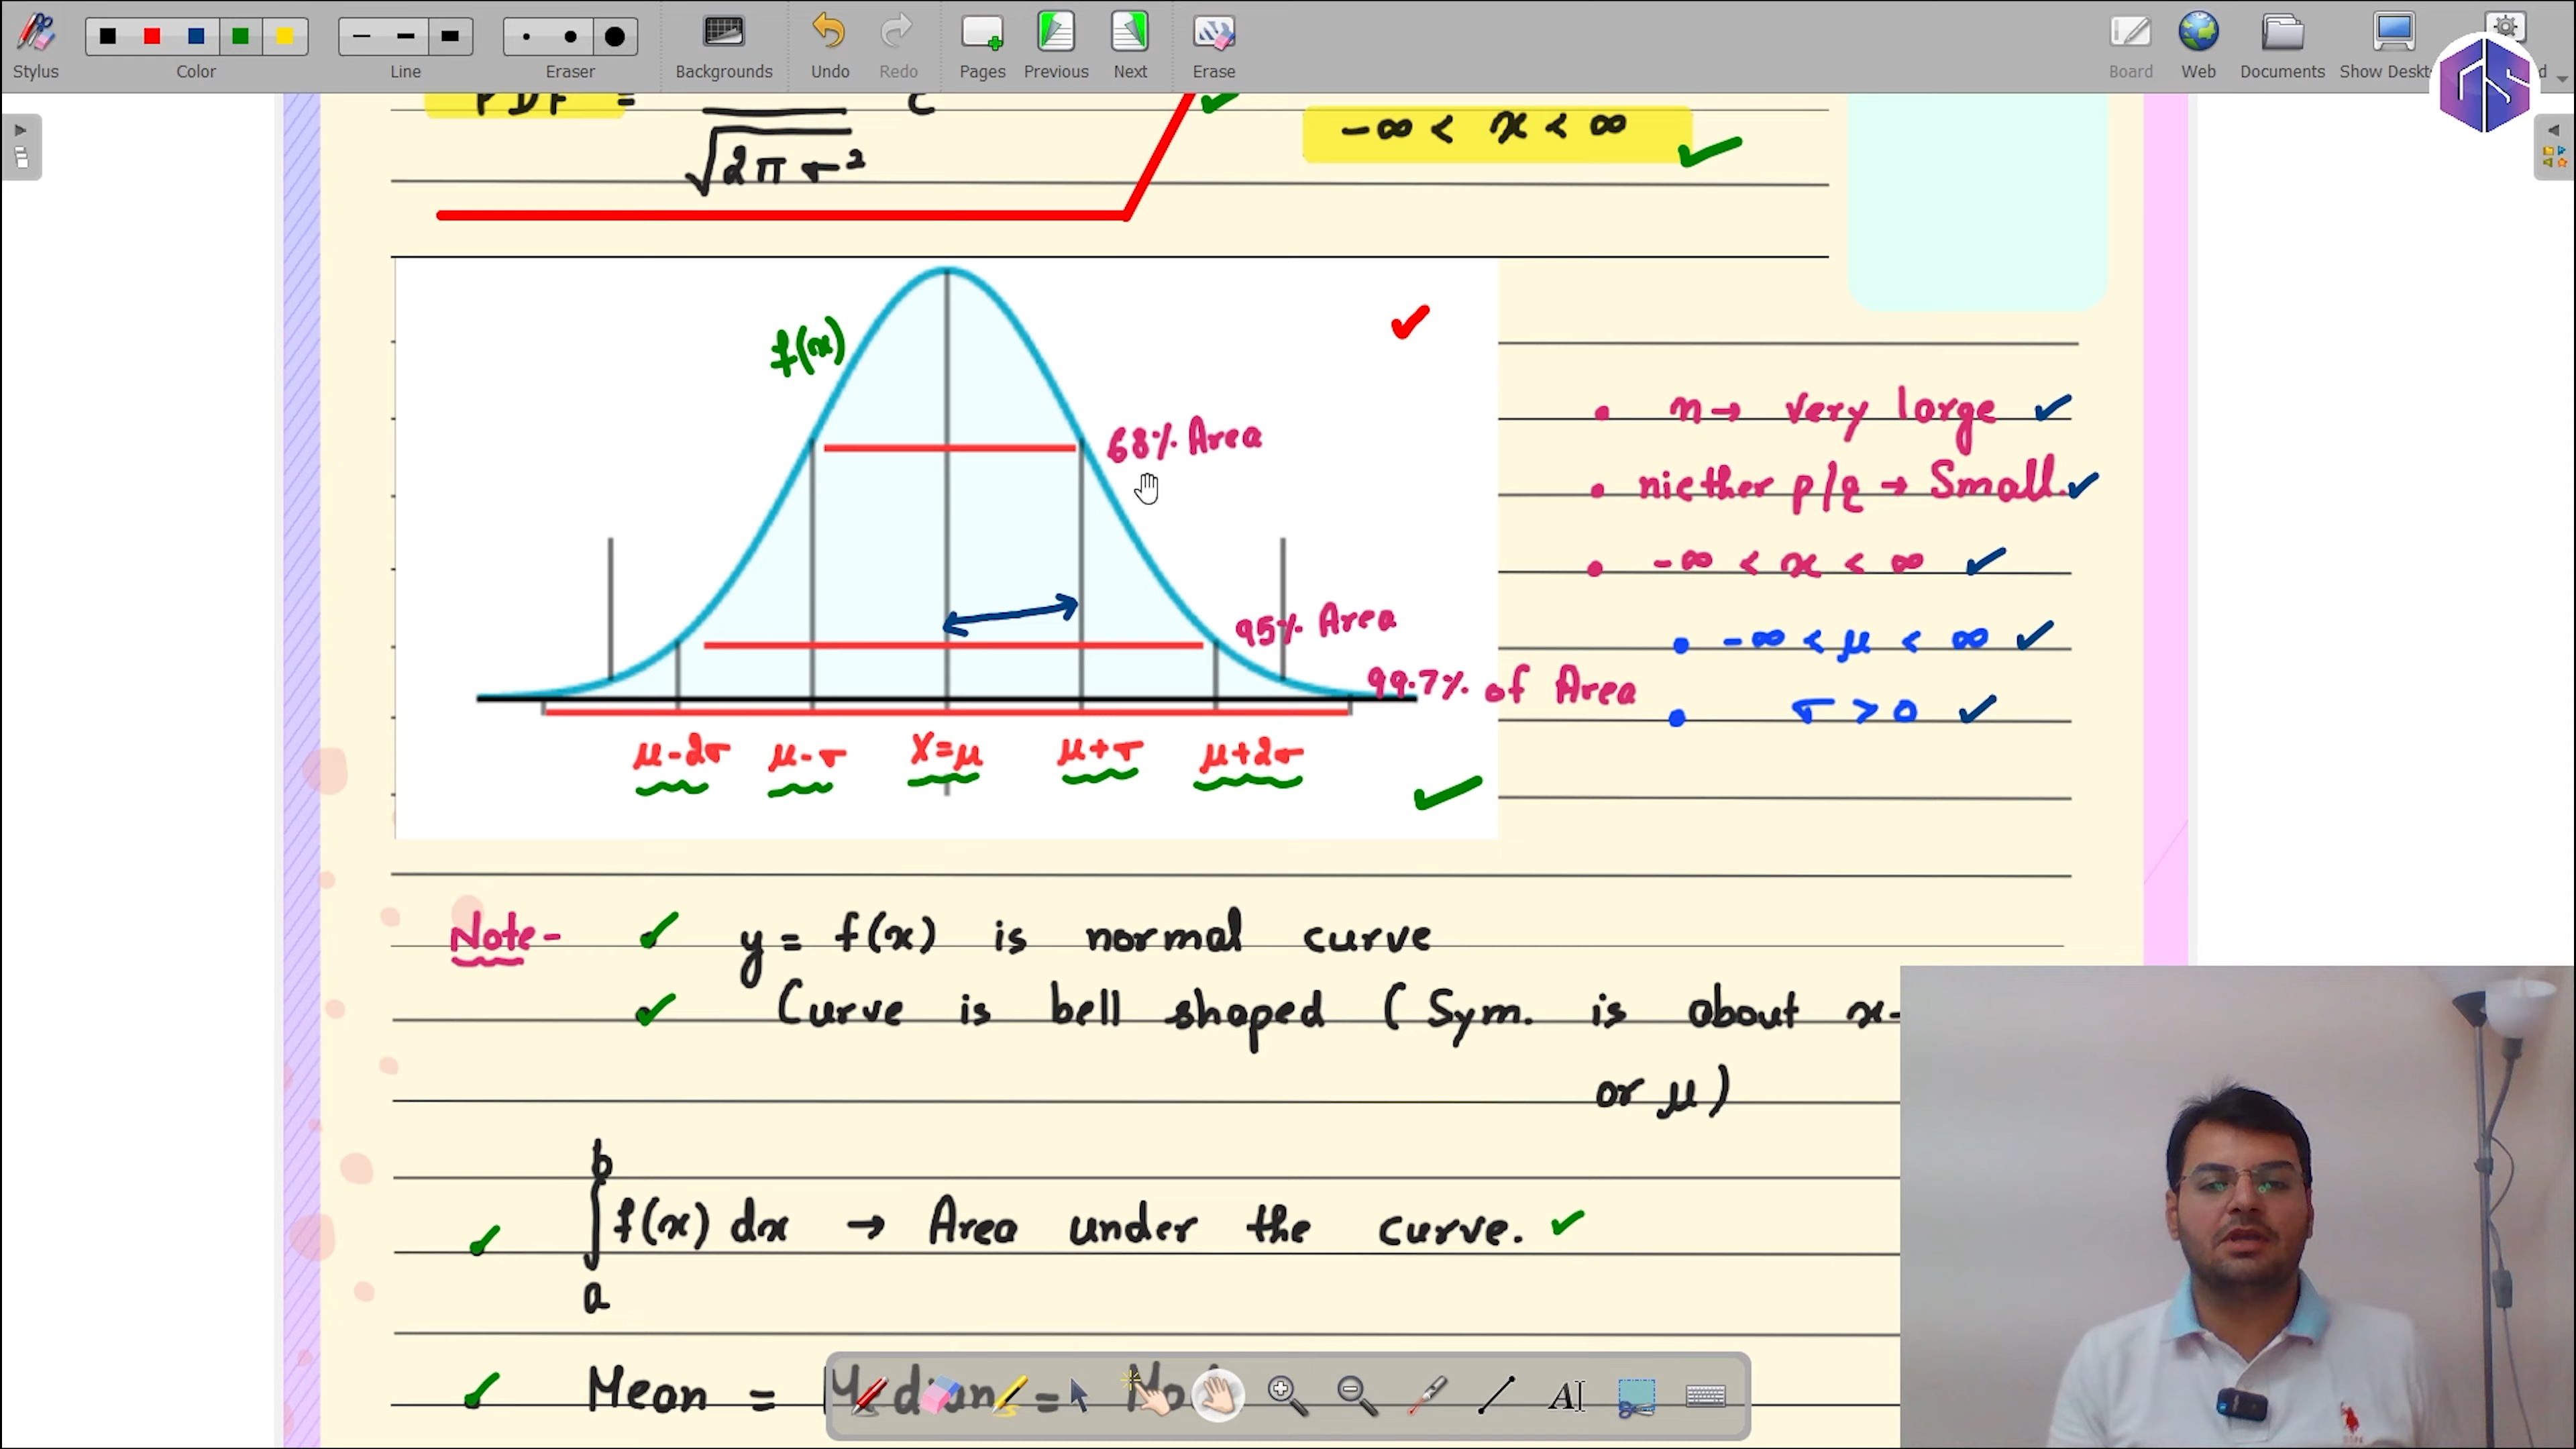 Stylus Color Line Eraser Backgrounds Undo Redo Pages Previous Next Erase Board Web Documents Show Deskt
PDF =
√2πσ²
-∞ < x < ∞
f(x)
68% Area
95% Area
99.7% of Area
μ-2σ μ-σ X=μ μ+σ μ+2σ
• n→ very large
• niether p/q → Small.
• -∞ < x < ∞
• -∞ < μ < ∞
• σ > 0
Note- y = f(x) is normal curve
Curve is bell shaped ( Sym. is about x-
or μ )
b
∫ f(x) dx → Area under the curve.
a
Mean = Median =